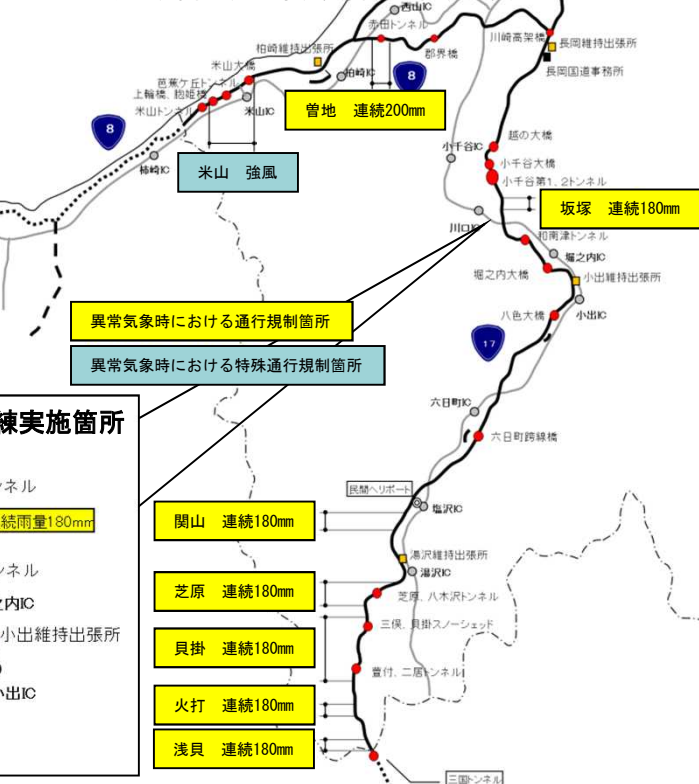 西山IC
赤田トンネル
柏崎維持出張所
川崎高架橋
長岡維持出張所
郡界橋
米山大橋
柏崎IC
8
長岡国道事務所
芭蕉ケ丘トンネル
上輪橋、胞姫橋
米山トンネル
米山IC
曽地 連続200mm
8
越の大橋
小千谷IC
小千谷大橋
柿崎IC
米山 強風
小千谷第1、2トンネル
坂塚 連続180mm
川口IC
和南津トンネル
堀之内IC
堀之内大橋
小出維持出張所
異常気象時における通行規制箇所
八色大橋
小出IC
17
異常気象時における特殊通行規制箇所
六日町IC
練実施箇所
六日町跨線橋
ネル
民間ヘリポート
塩沢IC
続雨量180mm
関山 連続180mm
湯沢維持出張所
ンネル
湯沢IC
芝原 連続180mm
芝原、八木沢トンネル
之内IC
三俣、貝掛スノーシェッド
小出維持出張所
貝掛 連続180mm
萱付、二居トンネル
小出IC
火打 連続180mm
浅貝 連続180mm
三国トンネル